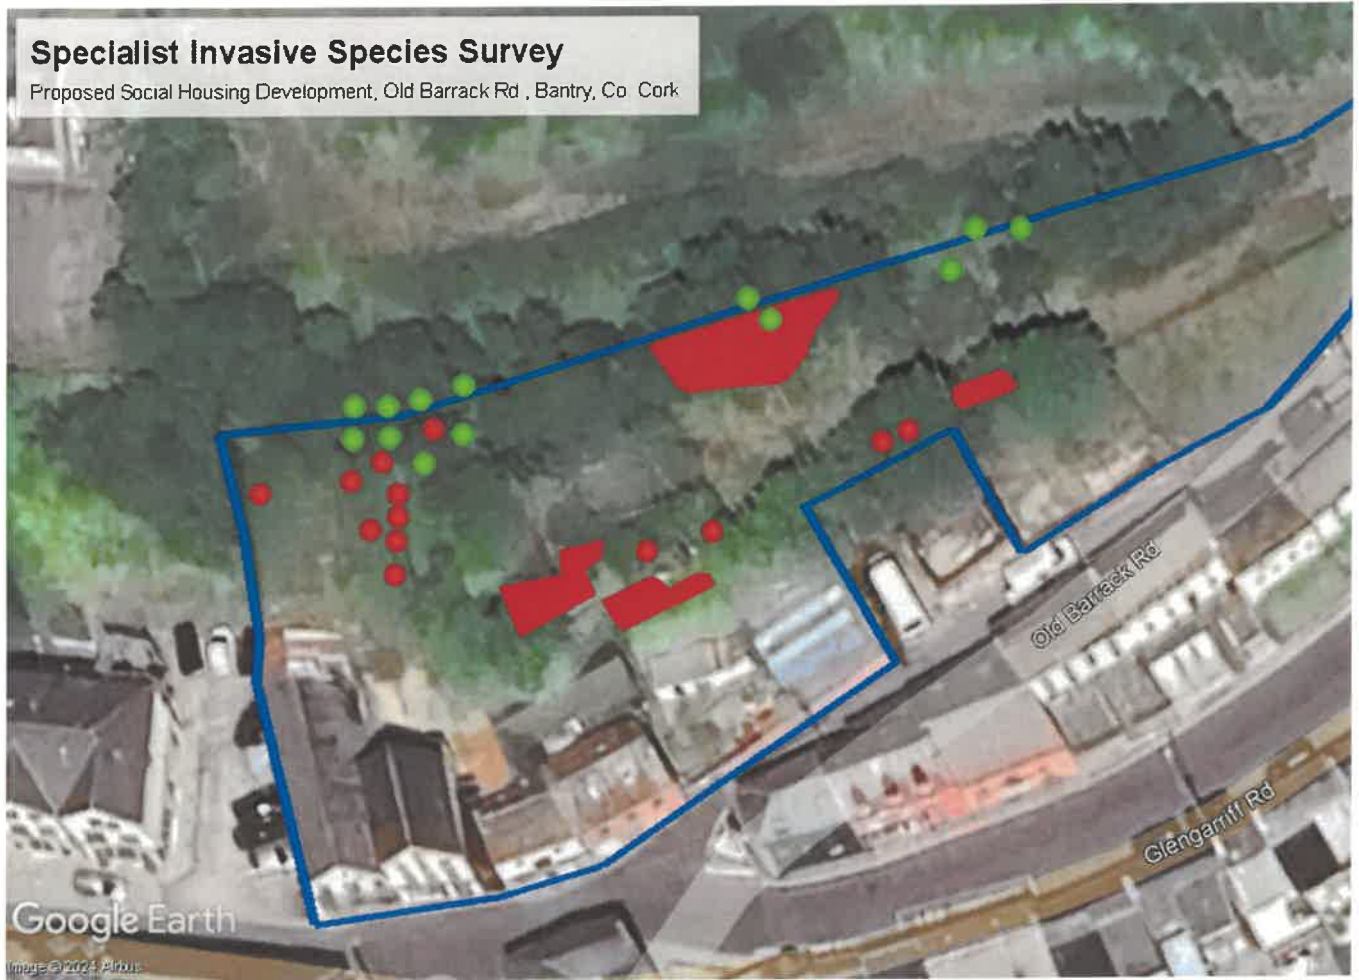 Specialist Invasive Species Survey
Proposed Social Housing Development, Old Barrack Rd , Bantry, Co Cork
Old Barrack Rd
Glengarriff Rd
Google Earth
Image © 2024 Airbus